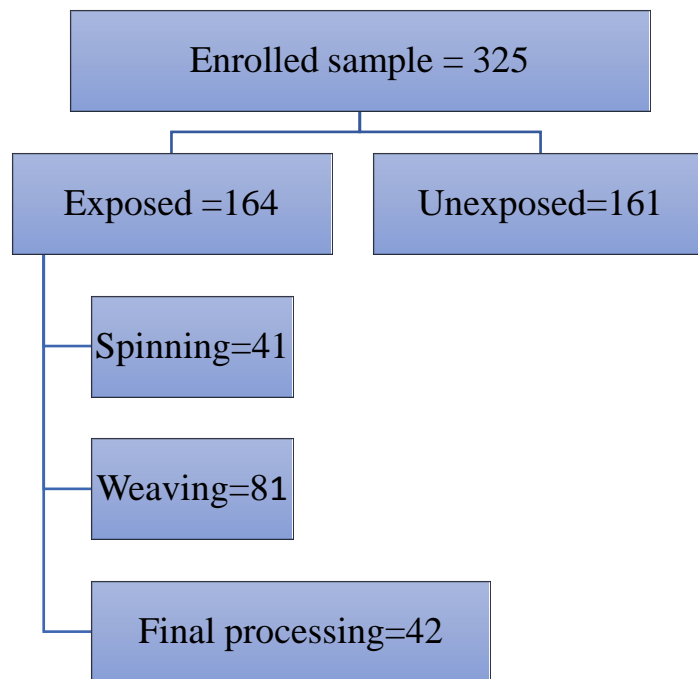 Enrolled sample = 325
Exposed =164
Unexposed=161
Spinning=41
Weaving=81
Final processing=42